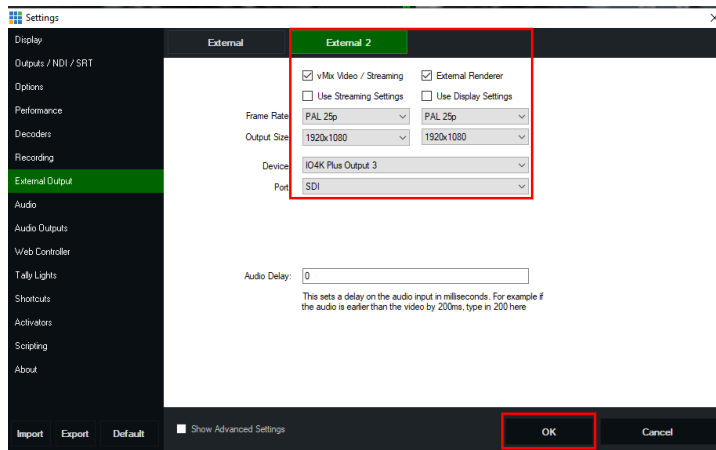 Settings
Display
Outputs / NDI / SRT
Options
Performance
Decoders
Recording
External Output
Audio
Audio Outputs
Web Controller
Tally Lights
Shortcuts
Activators
Scripting
About
Import Export Default
External External 2
vMix Video / Streaming External Renderer
Use Streaming Settings Use Display Settings
Frame Rate PAL 25p PAL 25p
Output Size 1920x1080 1920x1080
Device IO4K Plus Output 3
Port SDI
Audio Delay: 0
This sets a delay on the audio input in milliseconds. For example if
the audio is earlier than the video by 200ms, type in 200 here
Show Advanced Settings
OK Cancel